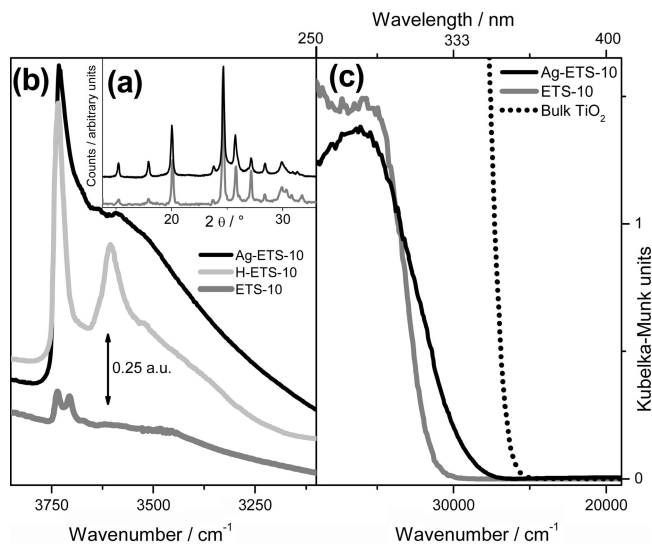 Wavelength / nm
250 333 400
(b) (a) (c)
Counts / arbitrary units
20 30
2 θ / °
Ag-ETS-10
H-ETS-10
ETS-10
0.25 a.u.
Ag-ETS-10
ETS-10
Bulk TiO₂
1
0
Kubelka-Munk units
3750 3500 3250 30000 20000
Wavenumber / cm⁻¹ Wavenumber / cm⁻¹